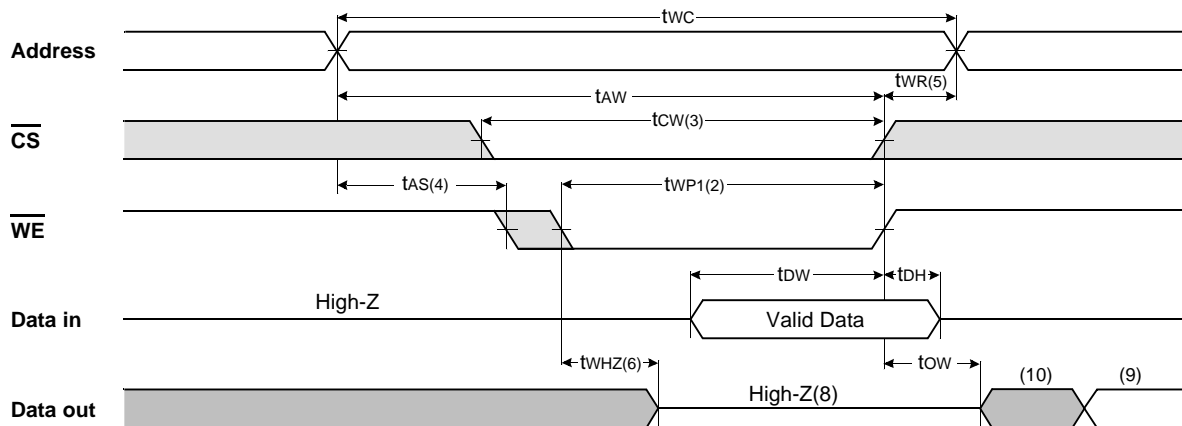 tWC
Address
tWR(5)
tAW
tCW(3)
CS
tAS(4)
tWP1(2)
WE
tDW
tDH
High-Z
Data in
Valid Data
tWHZ(6)
tOW
(10)
(9)
High-Z(8)
Data out